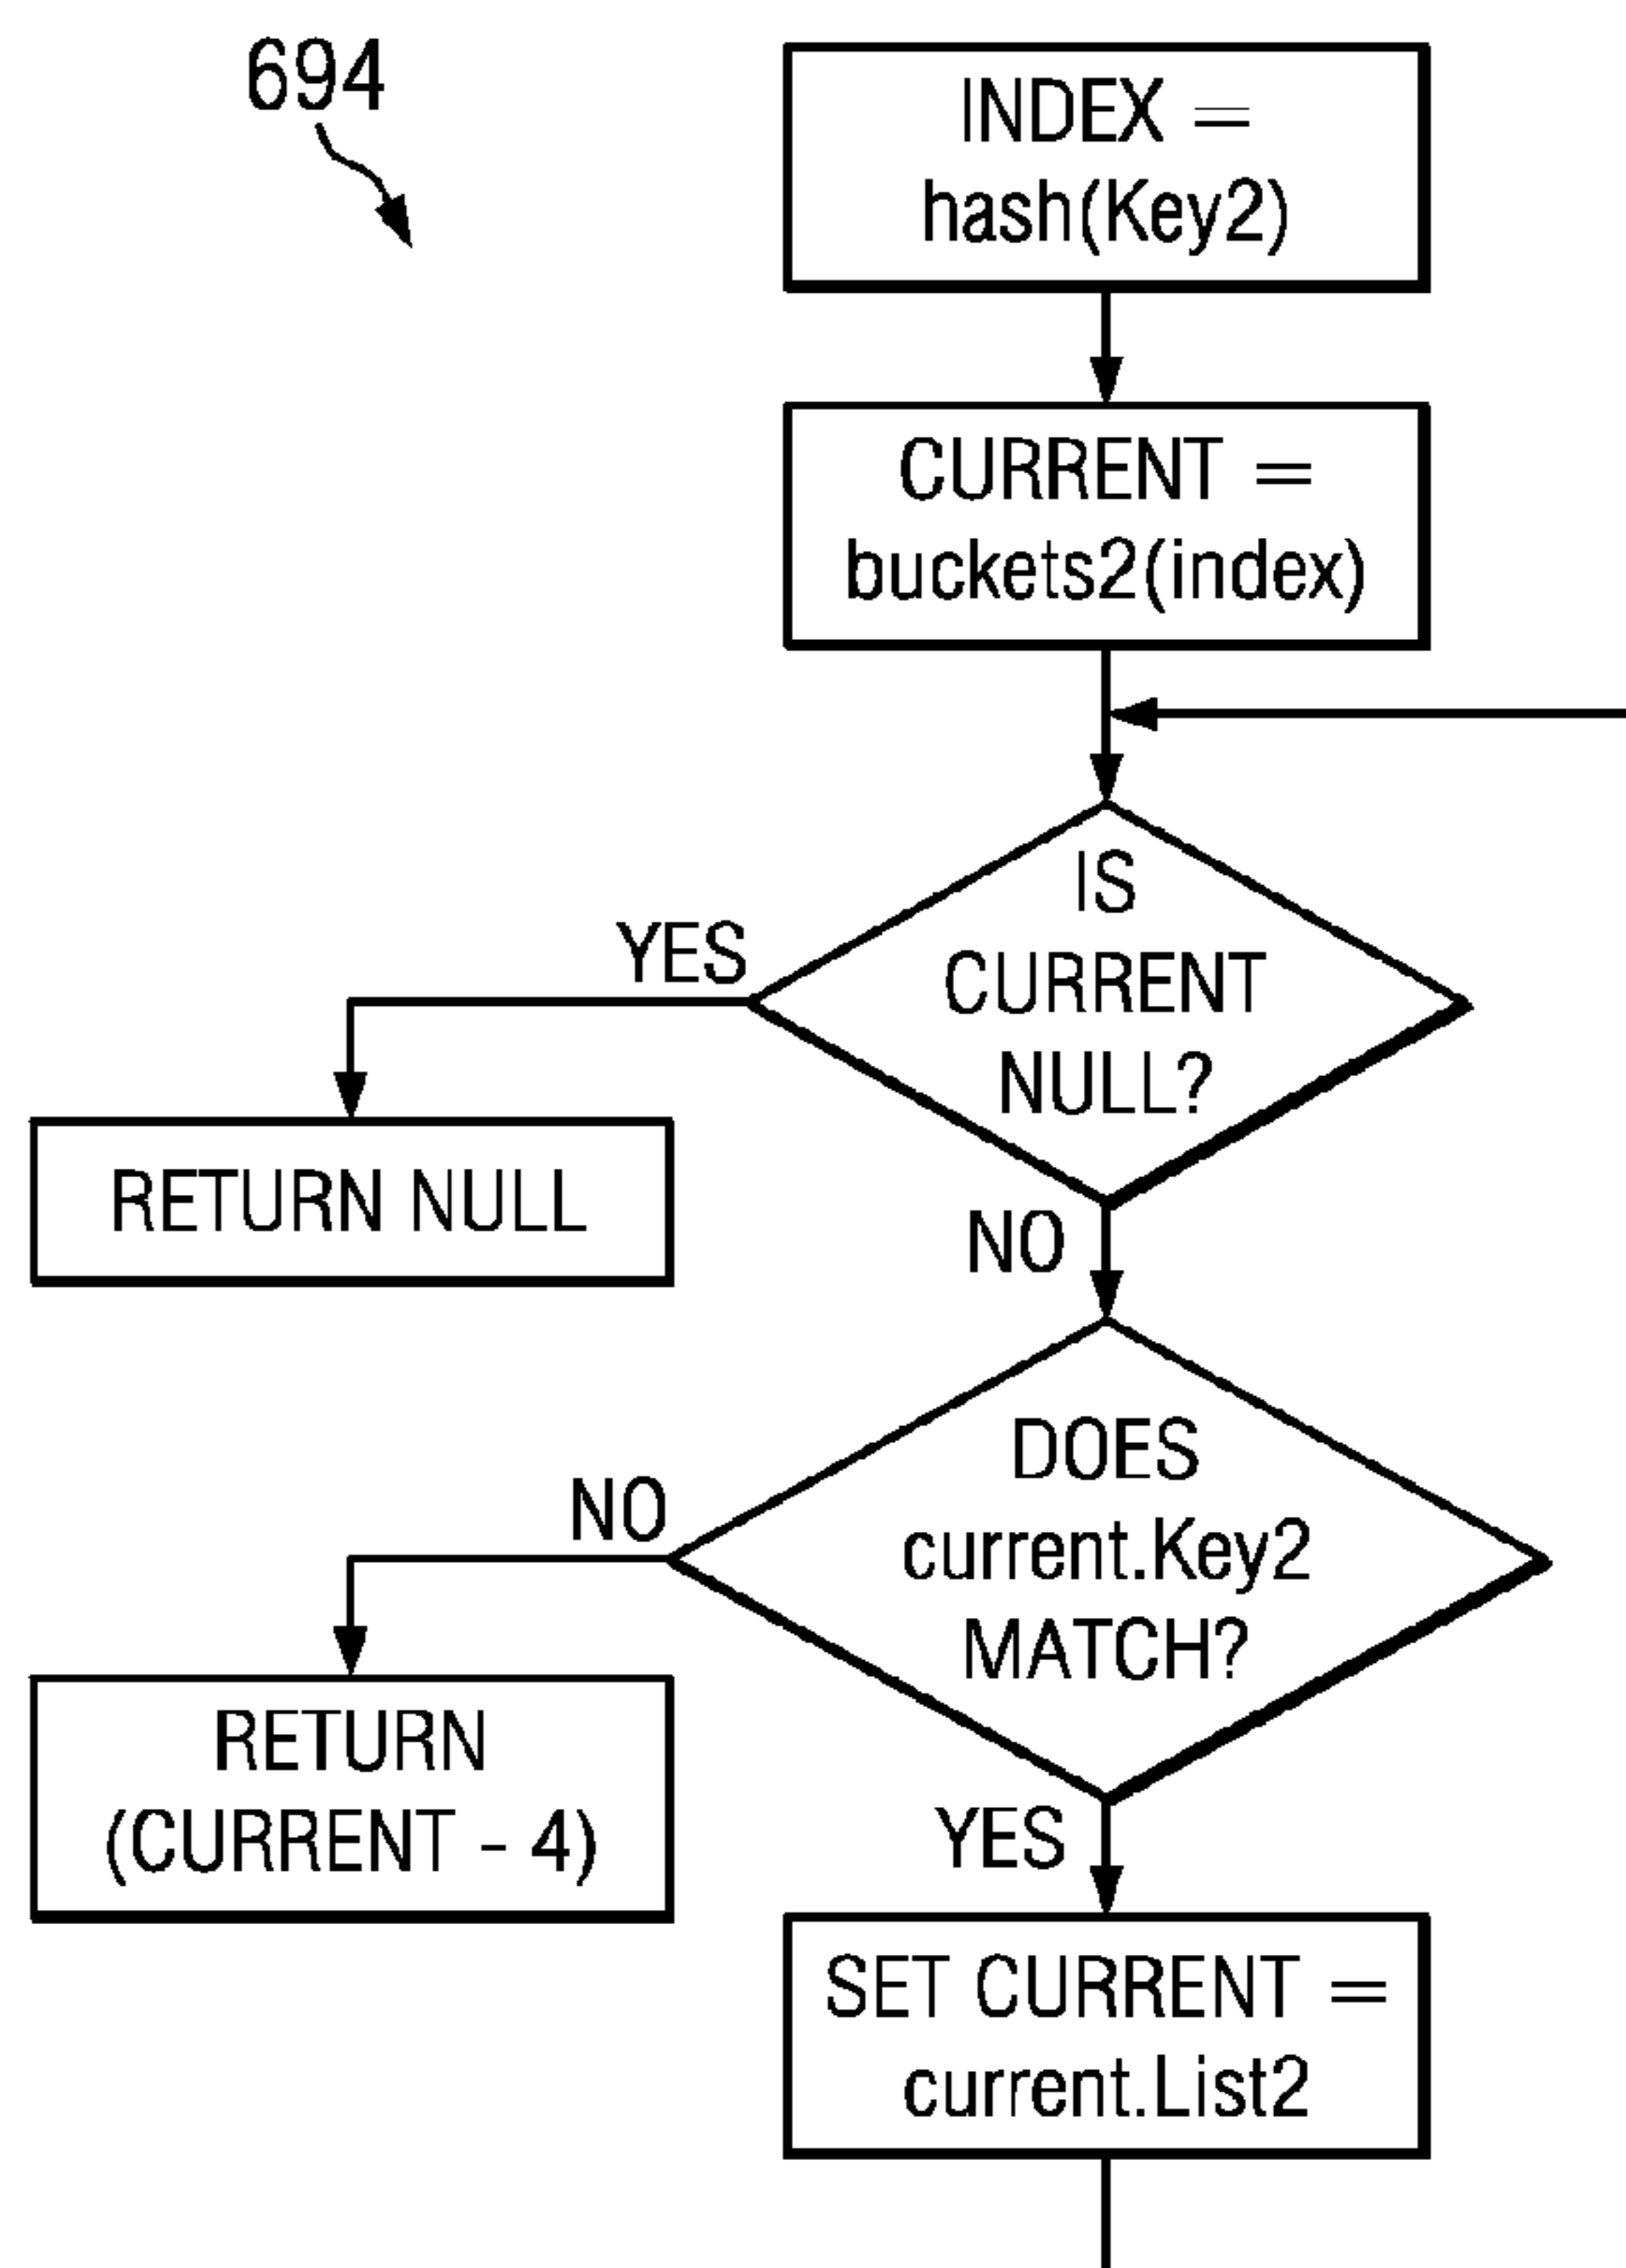 694
INDEX =
hash(Key2)
CURRENT =
buckets2(index)
IS
CURRENT
NULL?
YES
RETURN NULL
NO
DOES
current.Key2
MATCH?
NO
RETURN
(CURRENT - 4)
YES
SET CURRENT =
current.List2